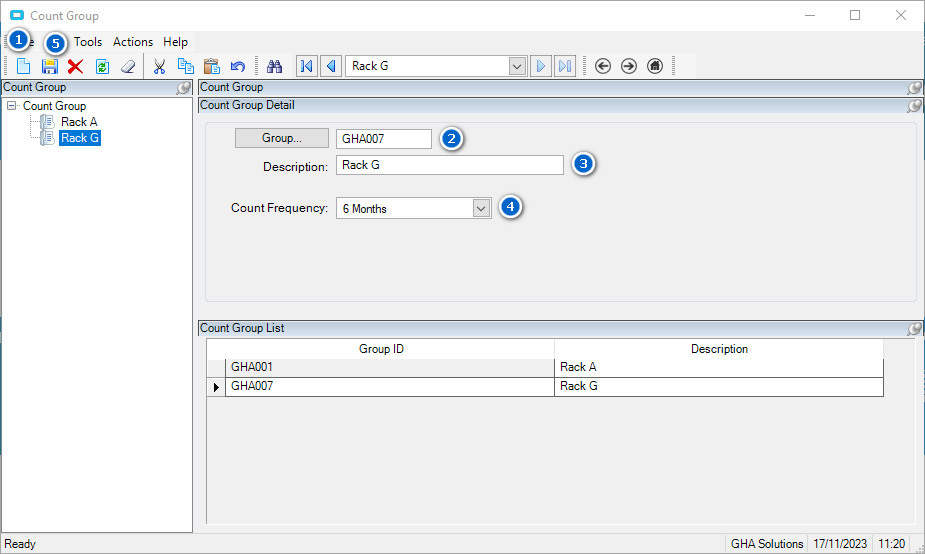 Count Group
1 5 Tools Actions Help
Rack G
Count Group
Count Group
Rack A
Rack G
Count Group
Count Group Detail
Group... GHA007 2
Description: Rack G 3
Count Frequency: 6 Months 4
Count Group List
Group ID Description
GHA001 Rack A
GHA007 Rack G
Ready GHA Solutions 17/11/2023 11:20